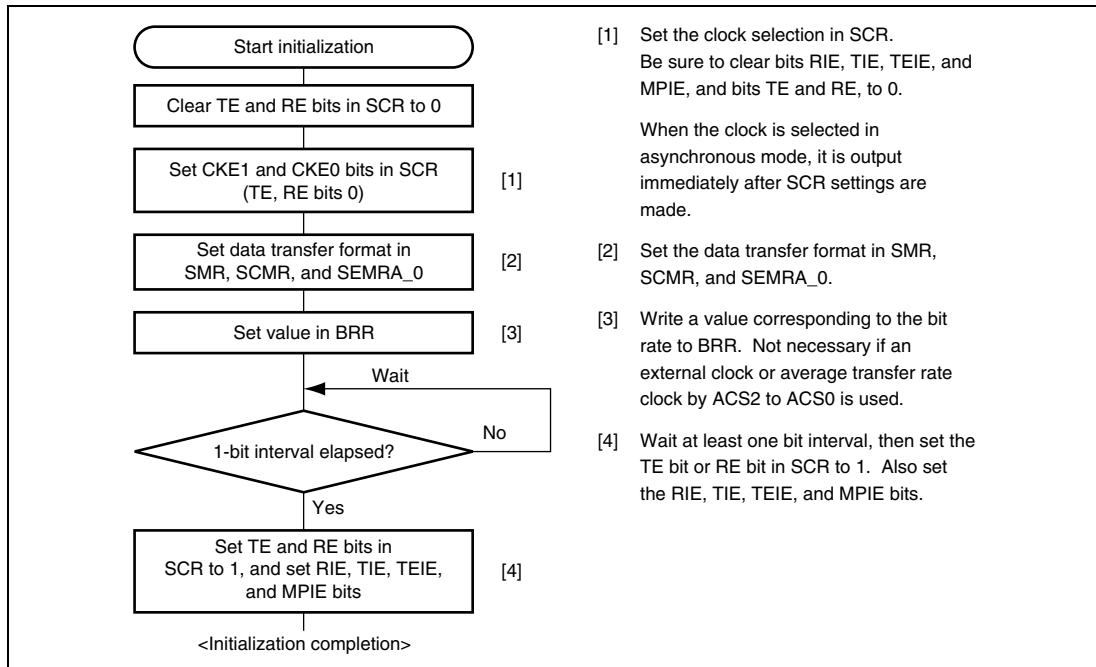 Start initialization
Clear TE and RE bits in SCR to 0
Set CKE1 and CKE0 bits in SCR
(TE, RE bits 0)
[1]
Set data transfer format in
SMR, SCMR, and SEMRA_0
[2]
Set value in BRR
[3]
Wait
1-bit interval elapsed?
No
Yes
Set TE and RE bits in
SCR to 1, and set RIE, TIE, TEIE,
and MPIE bits
[4]
<Initialization completion>
[1] Set the clock selection in SCR.
Be sure to clear bits RIE, TIE, TEIE, and
MPIE, and bits TE and RE, to 0.
When the clock is selected in
asynchronous mode, it is output
immediately after SCR settings are
made.
[2] Set the data transfer format in SMR,
SCMR, and SEMRA_0.
[3] Write a value corresponding to the bit
rate to BRR. Not necessary if an
external clock or average transfer rate
clock by ACS2 to ACS0 is used.
[4] Wait at least one bit interval, then set the
TE bit or RE bit in SCR to 1. Also set
the RIE, TIE, TEIE, and MPIE bits.